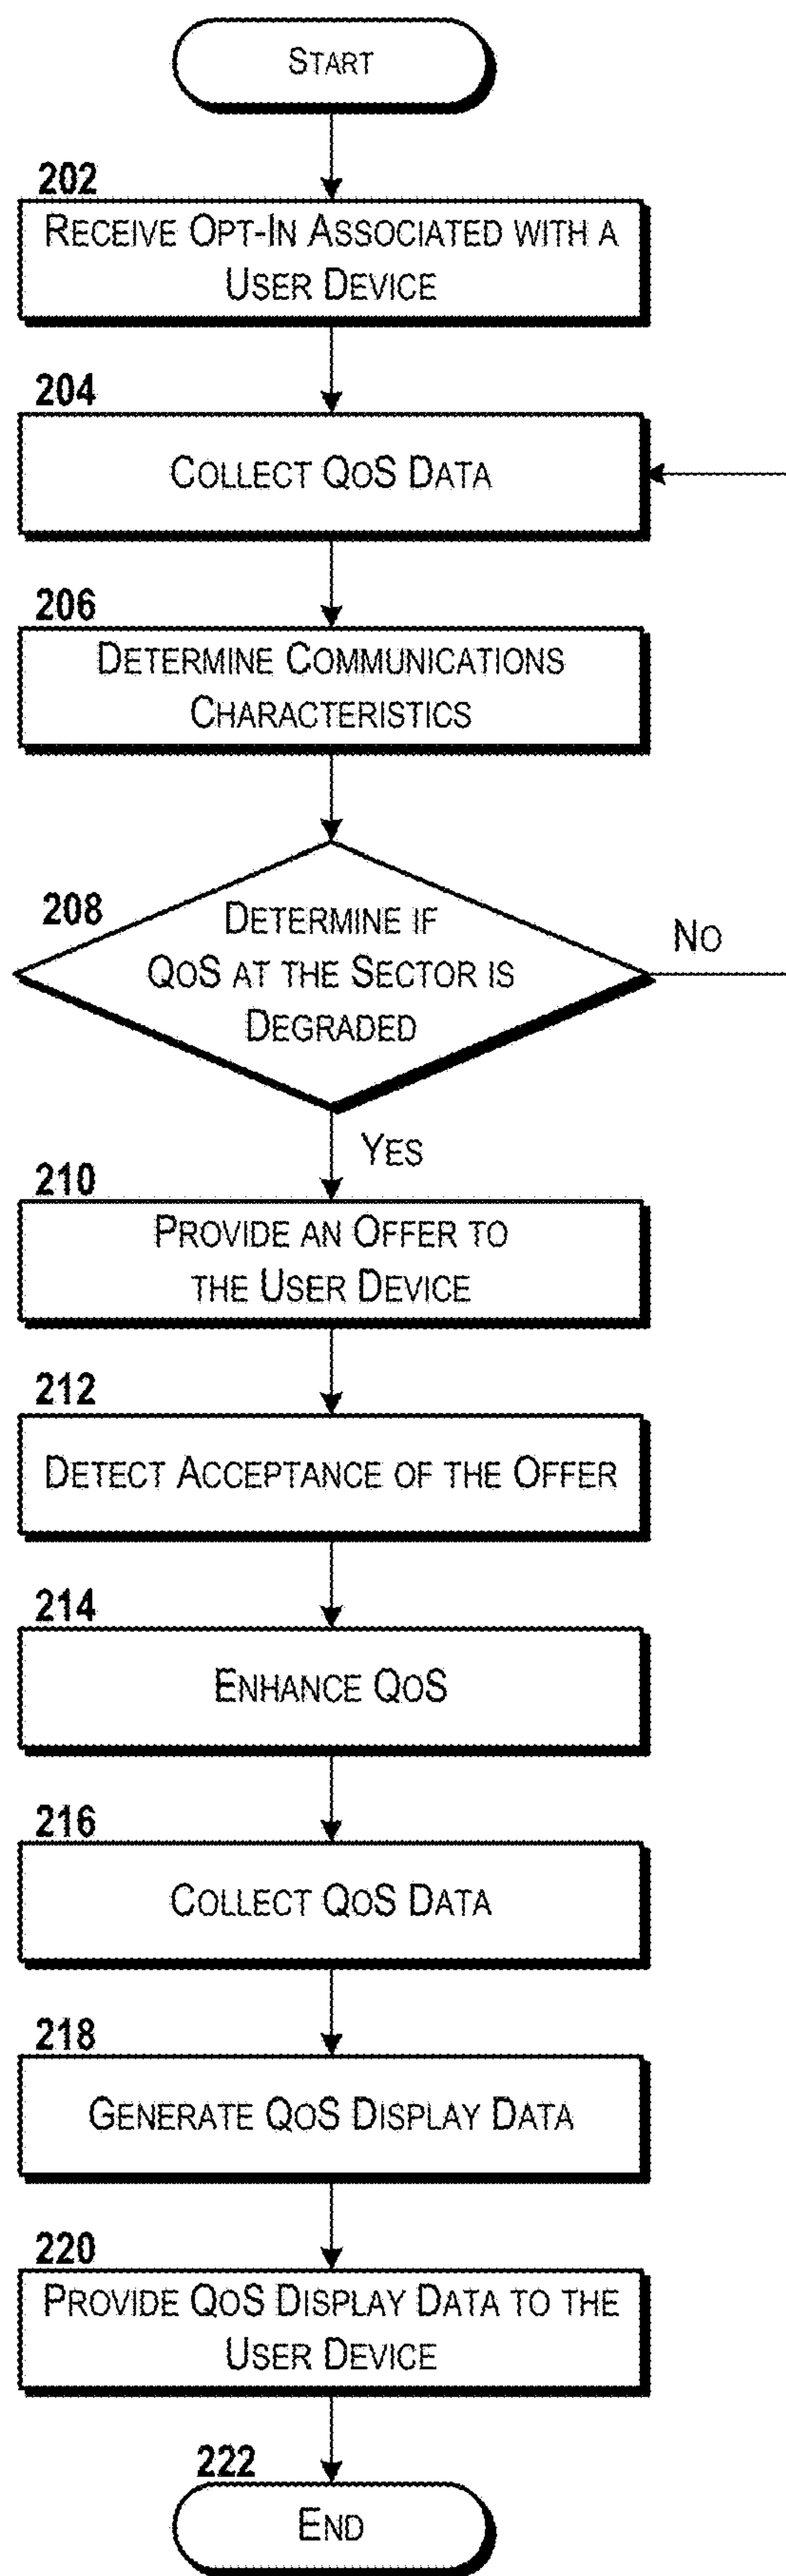 START
202
RECEIVE OPT-IN ASSOCIATED WITH A
USER DEVICE
204
COLLECT QOS DATA
206
DETERMINE COMMUNICATIONS
CHARACTERISTICS
208
DETERMINE IF
QOS AT THE SECTOR IS
DEGRADED
NO
YES
210
PROVIDE AN OFFER TO
THE USER DEVICE
212
DETECT ACCEPTANCE OF THE OFFER
214
ENHANCE QOS
216
COLLECT QOS DATA
218
GENERATE QOS DISPLAY DATA
220
PROVIDE QOS DISPLAY DATA TO THE
USER DEVICE
222
END